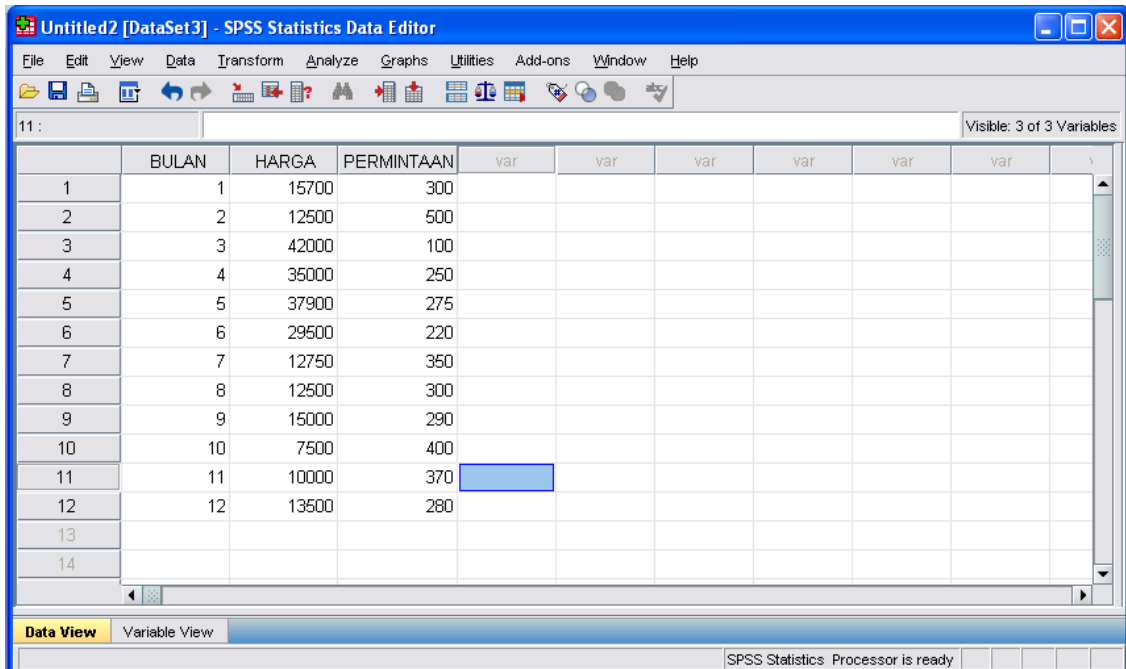 Untitled2 [DataSet3] - SPSS Statistics Data Editor
File Edit View Data Transform Analyze Graphs Utilities Add-ons Window Help
11 : Visible: 3 of 3 Variables
BULAN HARGA PERMINTAAN var var var var var var
1 1 15700 300
2 2 12500 500
3 3 42000 100
4 4 35000 250
5 5 37900 275
6 6 29500 220
7 7 12750 350
8 8 12500 300
9 9 15000 290
10 10 7500 400
11 11 10000 370
12 12 13500 280
13
14
Data View Variable View
SPSS Statistics Processor is ready